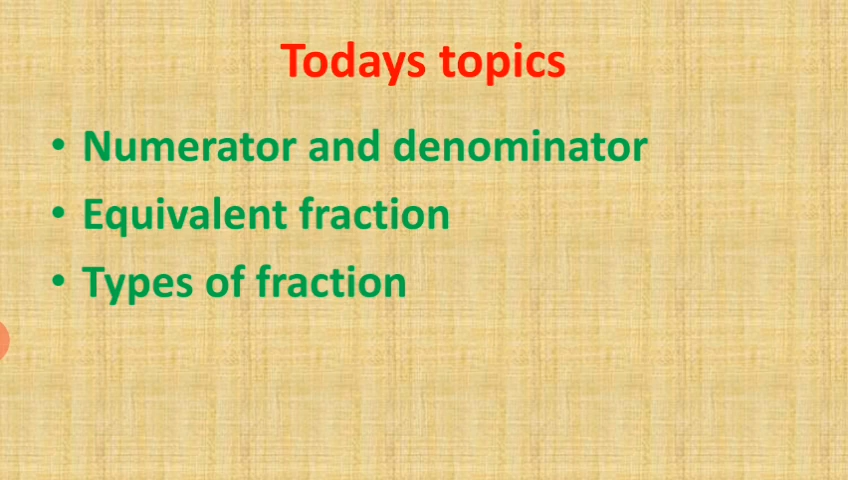 Todays topics
• Numerator and denominator
• Equivalent fraction
• Types of fraction